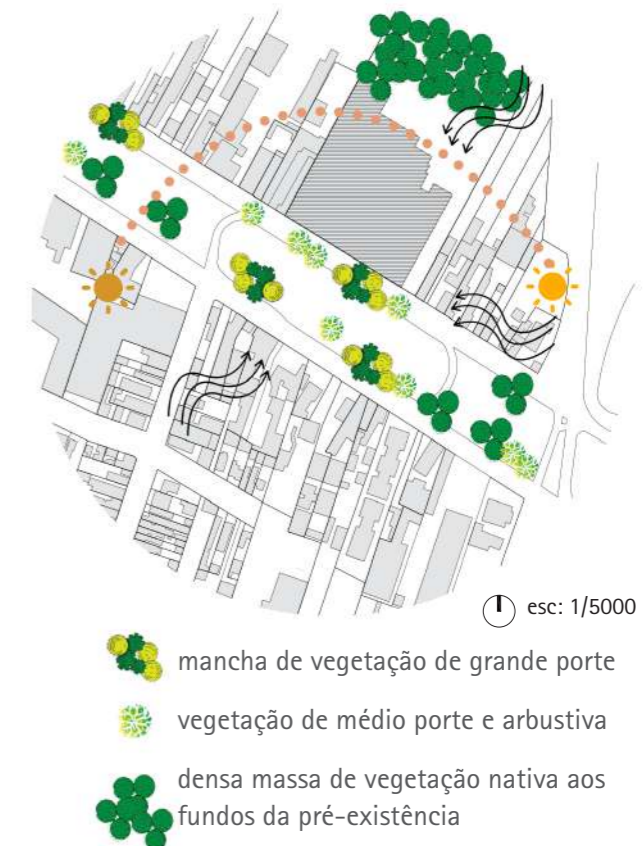 esc: 1/5000
mancha de vegetação de grande porte
vegetação de médio porte e arbustiva
densa massa de vegetação nativa aos
fundos da pré-existência